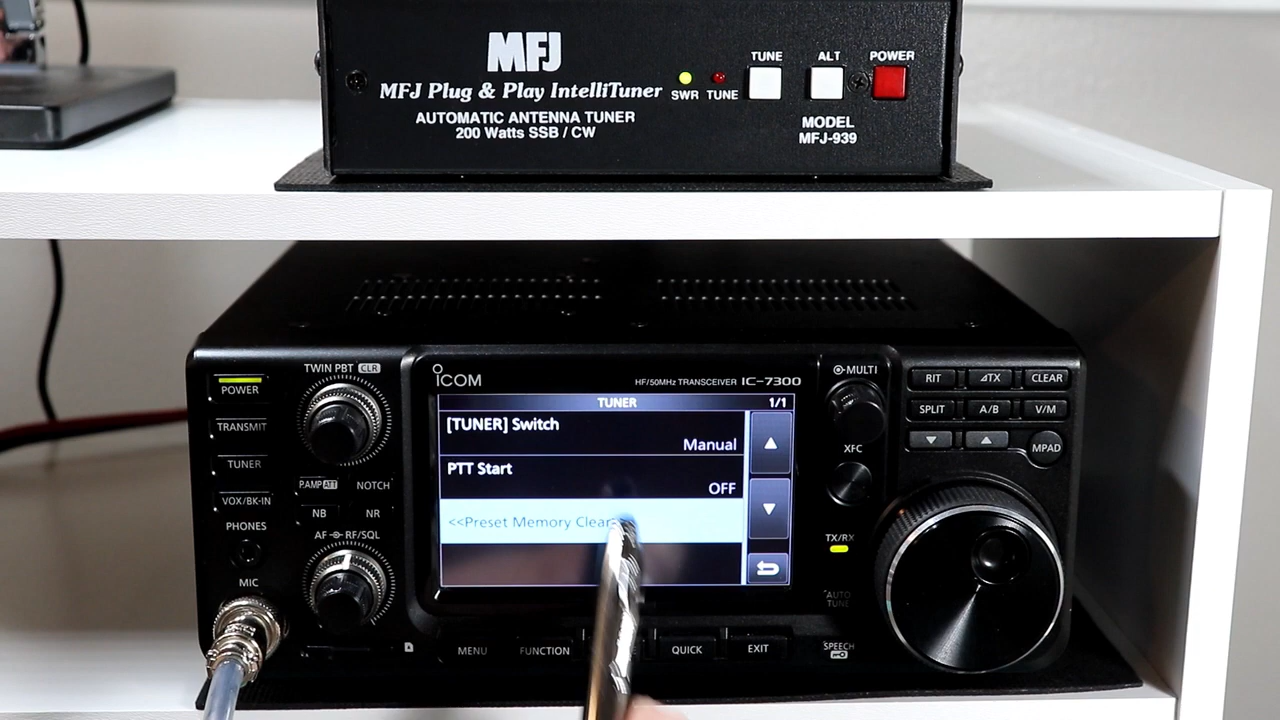 MFJ
MFJ Plug & Play IntelliTuner
AUTOMATIC ANTENNA TUNER
200 Watts SSB / CW
SWR TUNE
TUNE ALT POWER
MODEL
MFJ-939
POWER
TRANSMIT
TUNER
VOX/BK-IN
PHONES
MIC
TWIN PBT CLR
P.AMP ATT NOTCH
NB NR
AF RF/SQL
ICOM
HF/50MHz TRANSCEIVER IC-7300
TUNER 1/1
[TUNER] Switch
Manual
PTT Start
OFF
<<Preset Memory Clear
MENU FUNCTION QUICK EXIT
MULTI
XFC
TX/RX
AUTO
TUNE
SPEECH
RIT ⊿TX CLEAR
SPLIT A/B V/M
MPAD